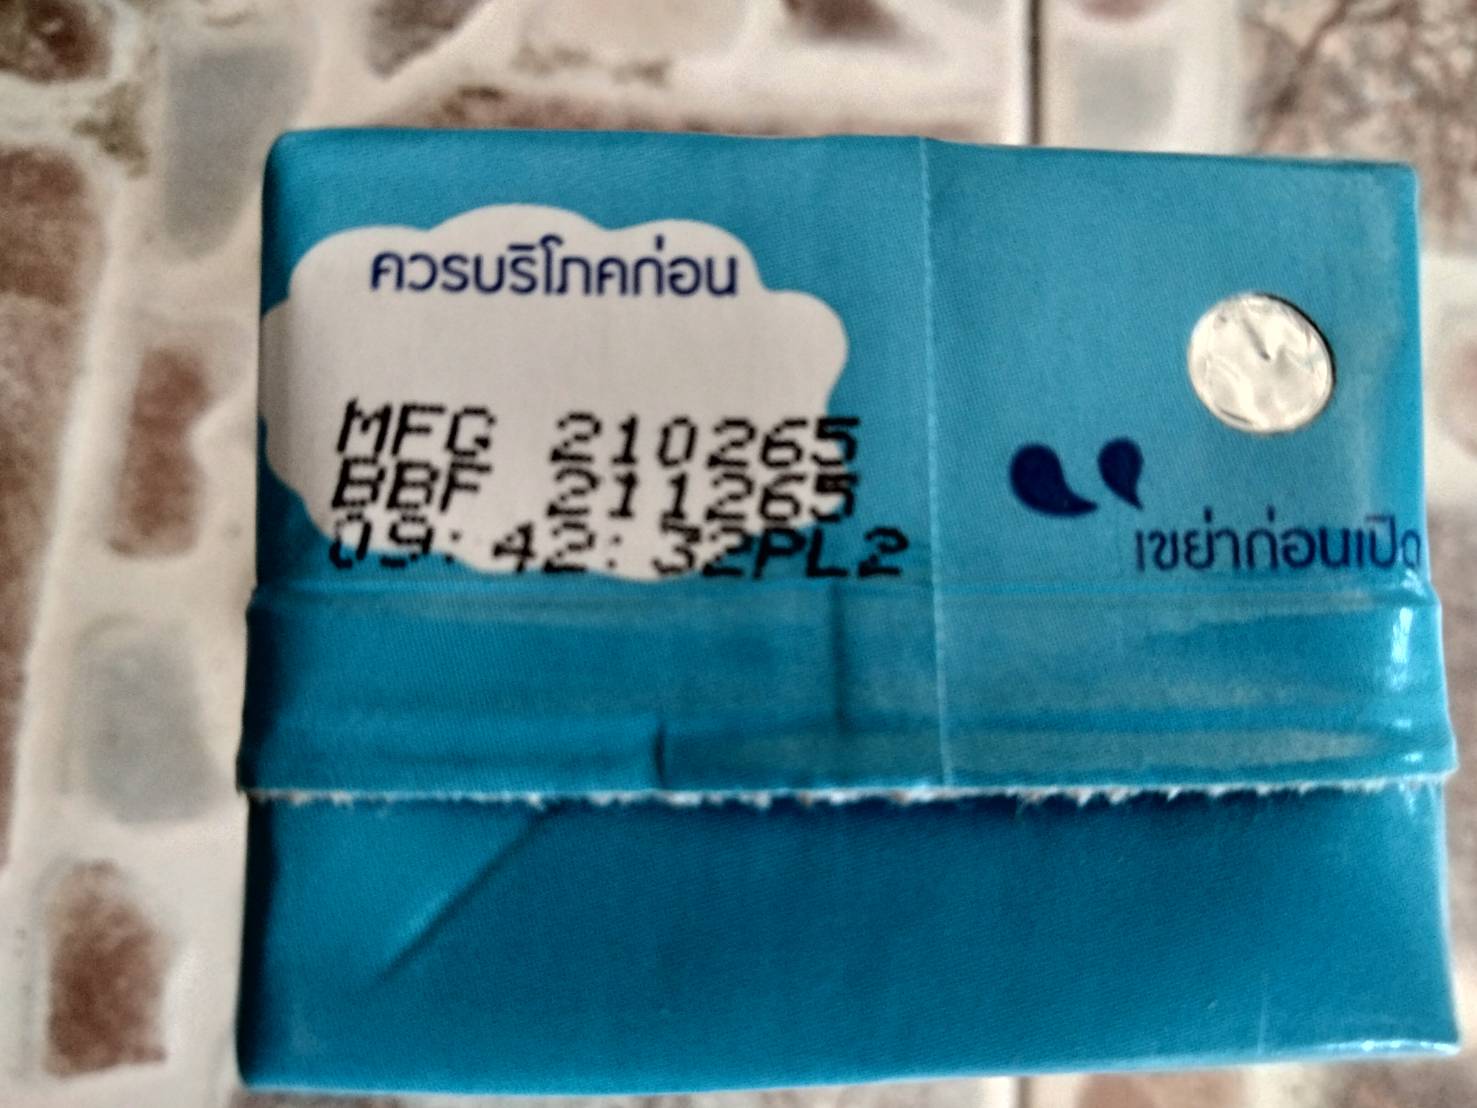 ควรบริโภคก่อน
MFG 210265
BBF 211265
09:42:32PL2
เขย่าก่อนเปิด